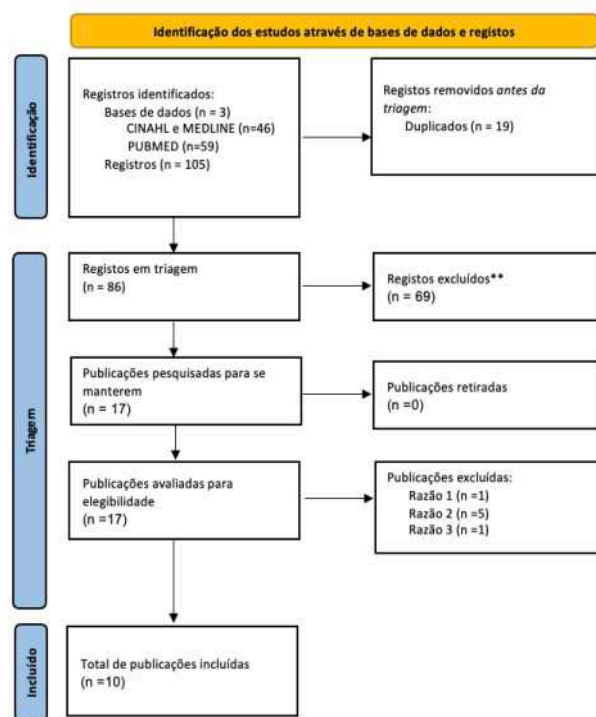 Identificação dos estudos através de bases de dados e registos
Identificação
Registros identificados:
Bases de dados (n = 3)
CINAHL e MEDLINE (n=46)
PUBMED (n=59)
Registros (n = 105)
Registos removidos antes da
triagem:
Duplicados (n = 19)
Triagem
Registos em triagem
(n = 86)
Registos excluídos**
(n = 69)
Publicações pesquisadas para se
manterem
(n = 17)
Publicações retiradas
(n =0)
Publicações avaliadas para
elegibilidade
(n =17)
Publicações excluídas:
Razão 1 (n =1)
Razão 2 (n =5)
Razão 3 (n =1)
Incluído
Total de publicações incluídas
(n =10)